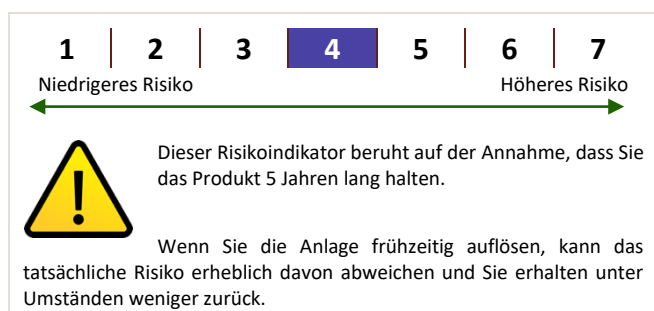 1 2 3 4 5 6 7
Niedrigeres Risiko Höheres Risiko
Dieser Risikoindikator beruht auf der Annahme, dass Sie
das Produkt 5 Jahren lang halten.
Wenn Sie die Anlage frühzeitig auflösen, kann das
tatsächliche Risiko erheblich davon abweichen und Sie erhalten unter
Umständen weniger zurück.